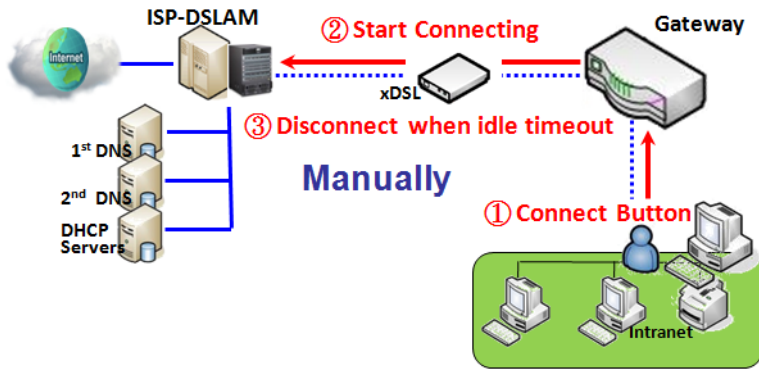 ISP-DSLAM
② Start Connecting
Gateway
Internet
xDSL
③ Disconnect when idle timeout
1st DNS
Manually
2nd DNS
① Connect Button
DHCP
Servers
Intranet